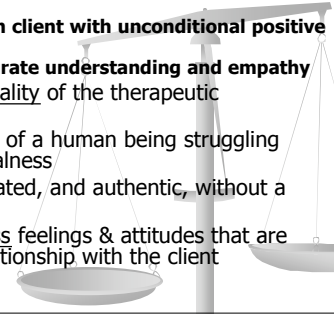 client with unconditional positive
rate understanding and empathy
ality of the therapeutic
of a human being struggling
alness
ated, and authentic, without a
ss feelings & attitudes that are
tionship with the client